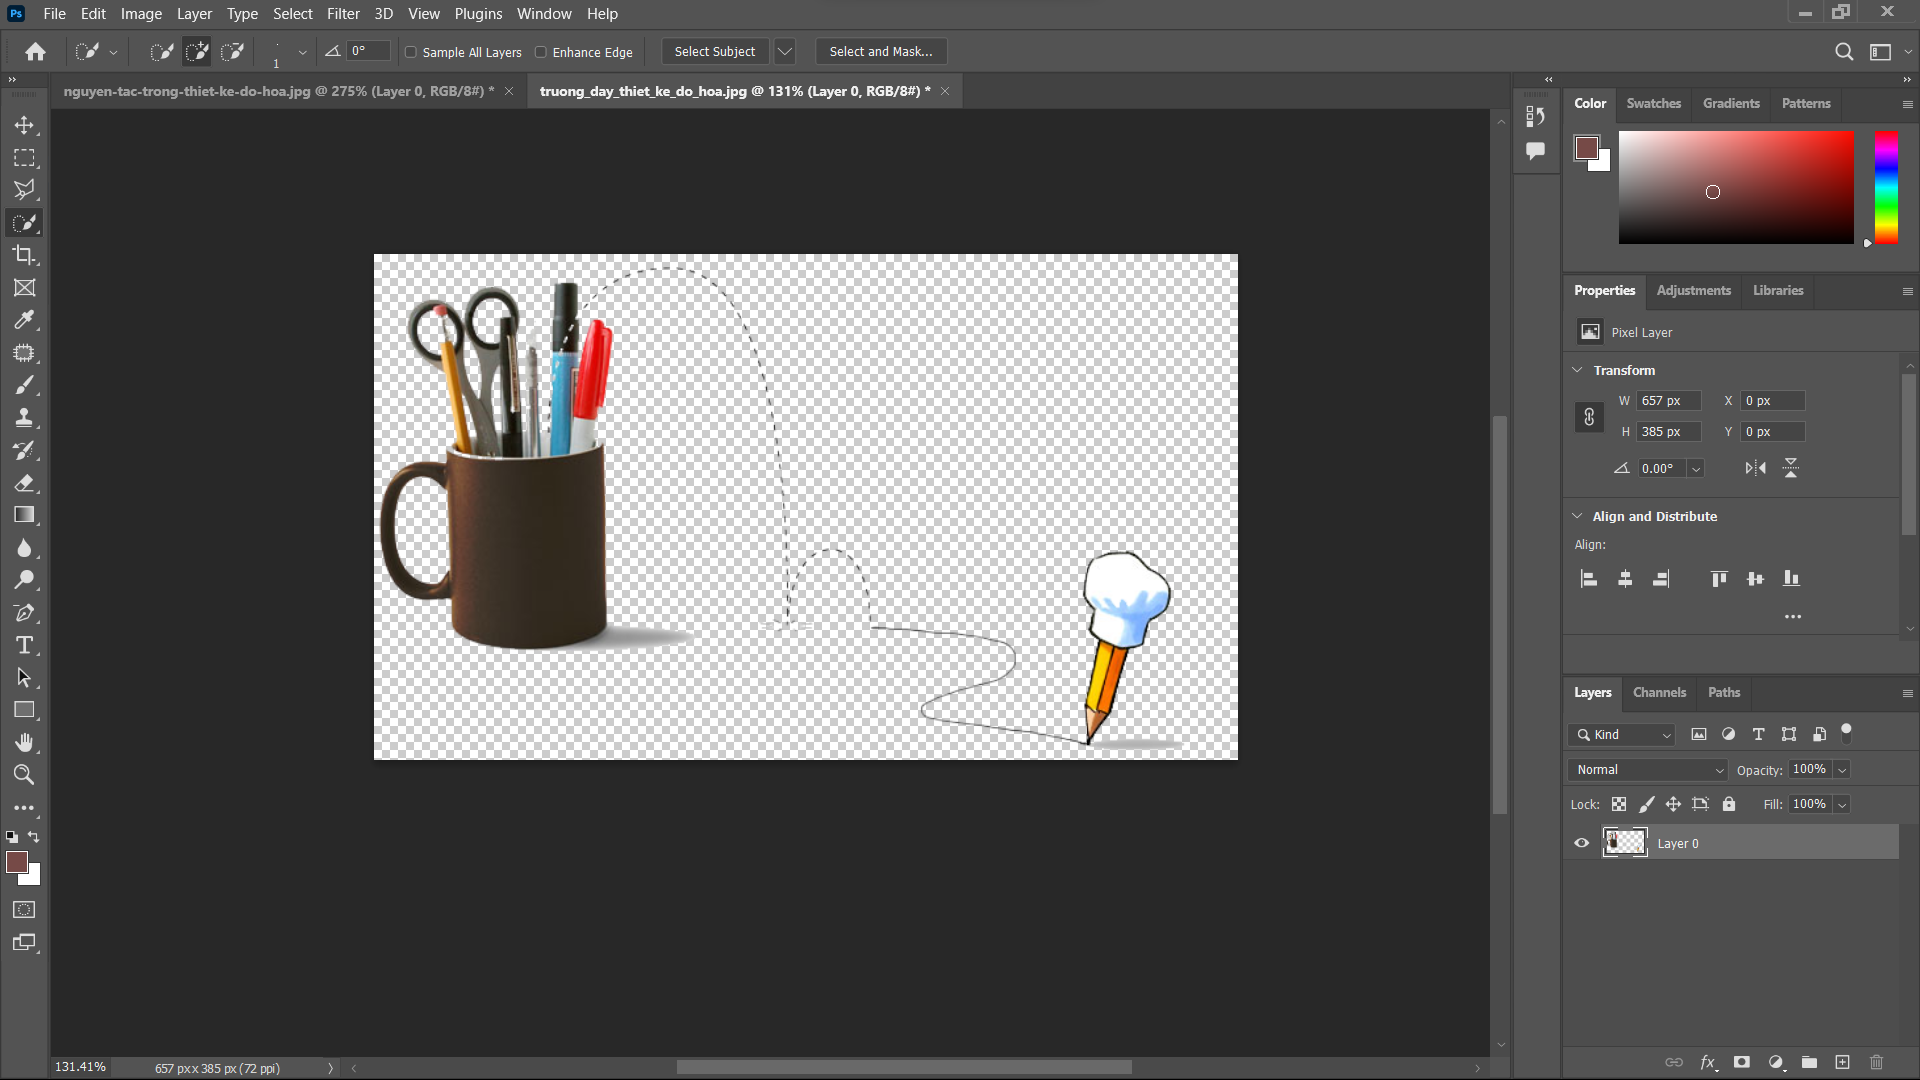 Ps File Edit Image Layer Type Select Filter 3D View Plugins Window Help
1 0° Sample All Layers Enhance Edge Select Subject Select and Mask...
nguyen-tac-trong-thiet-ke-do-hoa.jpg @ 275% (Layer 0, RGB/8#) * truong_day_thiet_ke_do_hoa.jpg @ 131% (Layer 0, RGB/8#) *
Color Swatches Gradients Patterns
Properties Adjustments Libraries
Pixel Layer
Transform
W 657 px X 0 px
H 385 px Y 0 px
0.00°
Align and Distribute
Align:
Layers Channels Paths
Kind
Normal Opacity: 100%
Lock: Fill: 100%
Layer 0
fx
131.41% 657 px x 385 px (72 ppi)